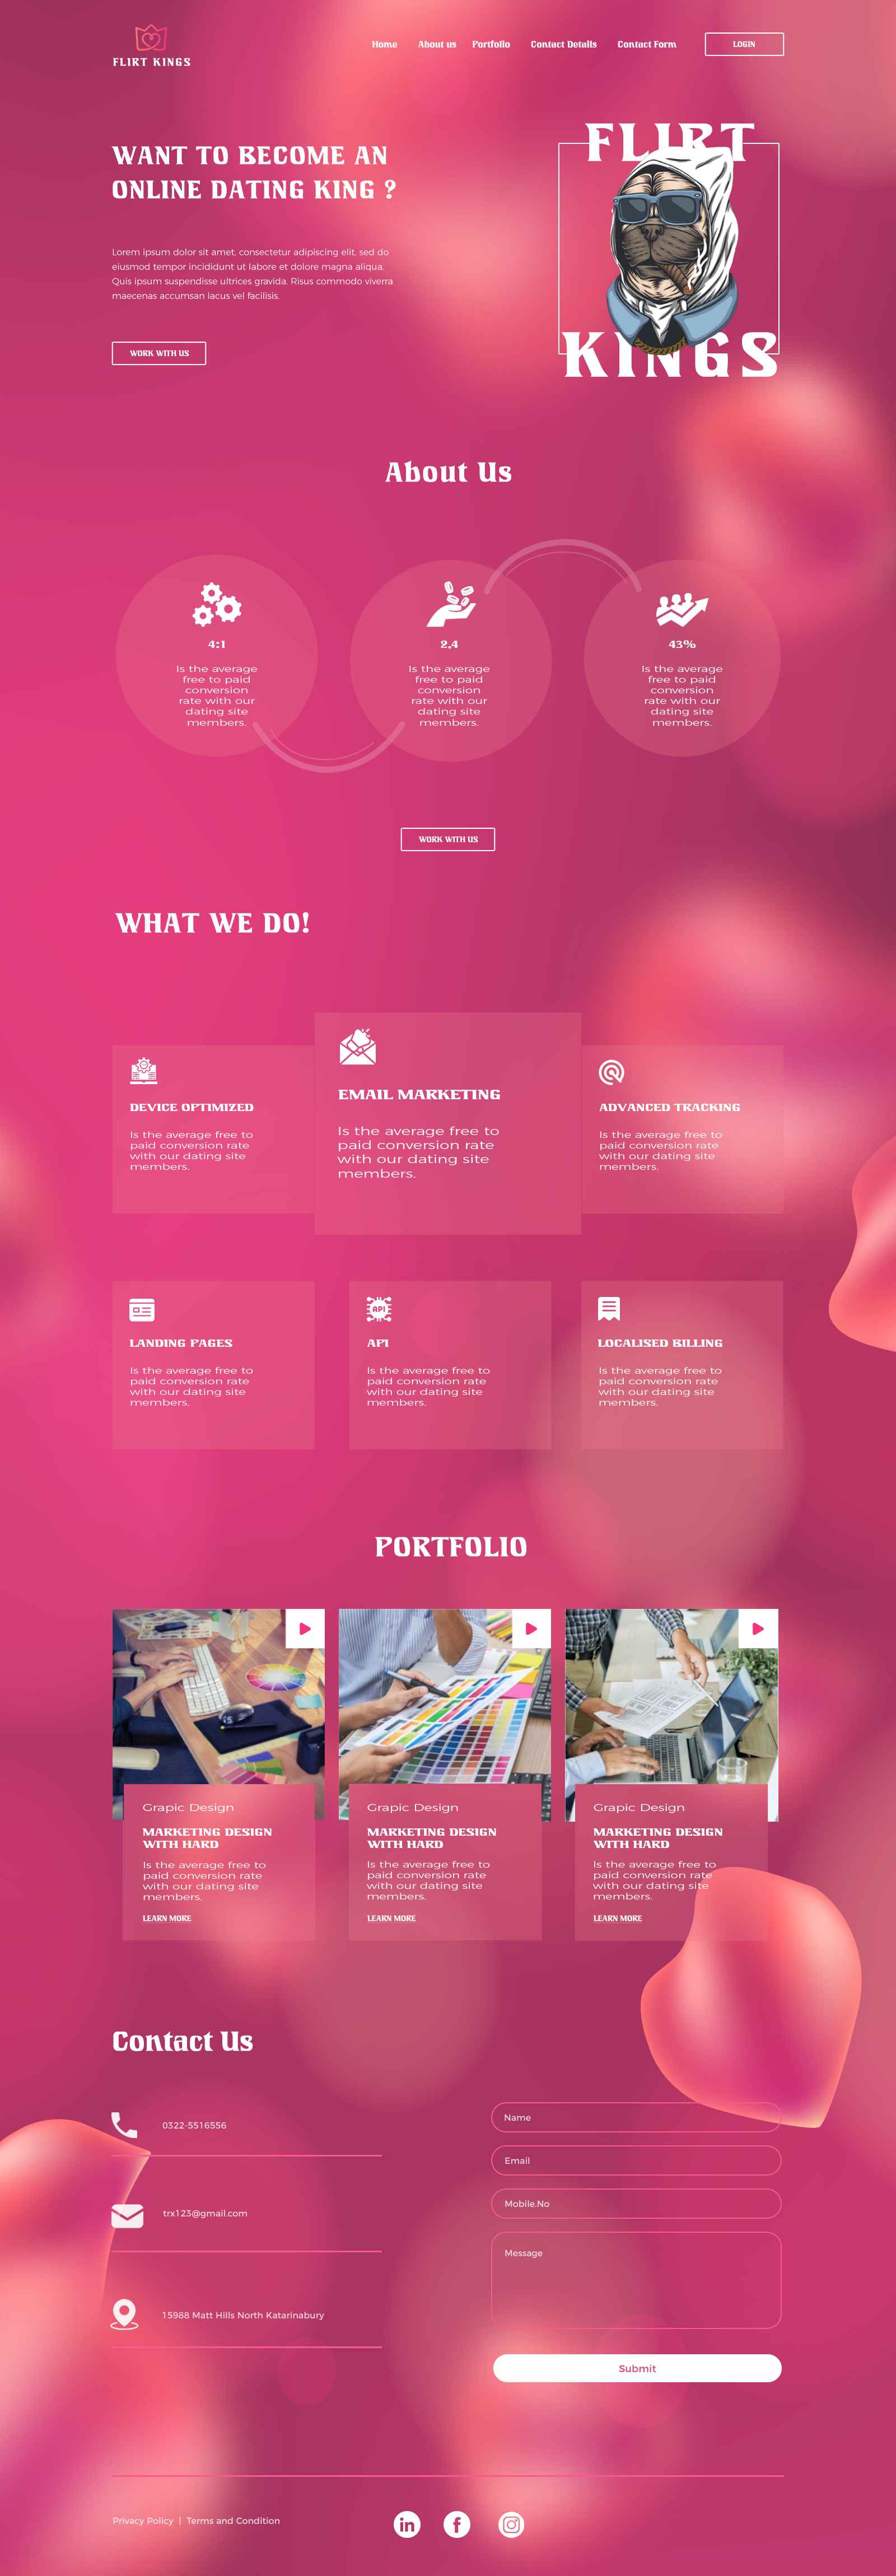 FLIRT KINGS
Home
About us
Portfolio
Contact Details
Contact Form
LOGIN
WANT TO BECOME AN
ONLINE DATING KING ?
Lorem ipsum dolor sit amet, consectetur adipiscing elit, sed do
eiusmod tempor incididunt ut labore et dolore magna aliqua.
Quis ipsum suspendisse ultrices gravida. Risus commodo viverra
maecenas accumsan lacus vel facilisis.
WORK WITH US
FLIRT
KINGS
About Us
4:1
Is the average
free to paid
conversion
rate with our
dating site
members.
2,4
Is the average
free to paid
conversion
rate with our
dating site
members.
43%
Is the average
free to paid
conversion
rate with our
dating site
members.
WORK WITH US
WHAT WE DO!
DEVICE OPTIMIZED
Is the average free to
paid conversion rate
with our dating site
members.
EMAIL MARKETING
Is the average free to
paid conversion rate
with our dating site
members.
ADVANCED TRACKING
Is the average free to
paid conversion rate
with our dating site
members.
LANDING PAGES
Is the average free to
paid conversion rate
with our dating site
members.
API
API
Is the average free to
paid conversion rate
with our dating site
members.
LOCALISED BILLING
Is the average free to
paid conversion rate
with our dating site
members.
PORTFOLIO
Grapic Design
MARKETING DESIGN
WITH HARD
Is the average free to
paid conversion rate
with our dating site
members.
LEARN MORE
Grapic Design
MARKETING DESIGN
WITH HARD
Is the average free to
paid conversion rate
with our dating site
members.
LEARN MORE
Grapic Design
MARKETING DESIGN
WITH HARD
Is the average free to
paid conversion rate
with our dating site
members.
LEARN MORE
Contact Us
0322-5516556
trx123@gmail.com
15988 Matt Hills North Katarinabury
Name
Email
Mobile.No
Message
Submit
Privacy Policy | Terms and Condition
in
f